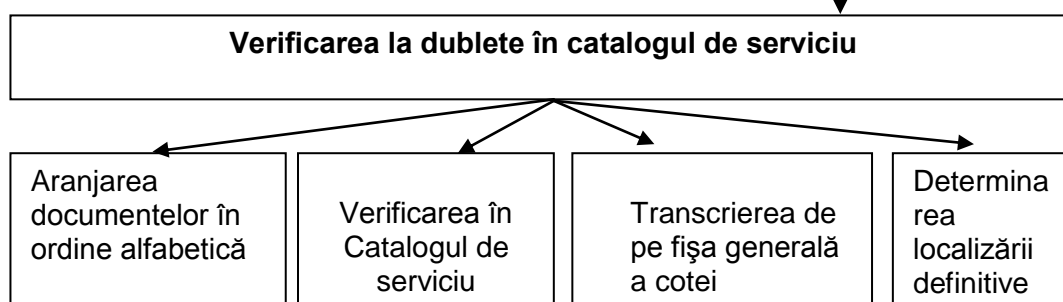 Verificarea la dublete în catalogul de serviciu
Aranjarea
documentelor în
ordine alfabetică
Verificarea în
Catalogul de
serviciu
Transcrierea de
pe fişa generală
a cotei
Determina
rea
localizării
definitive